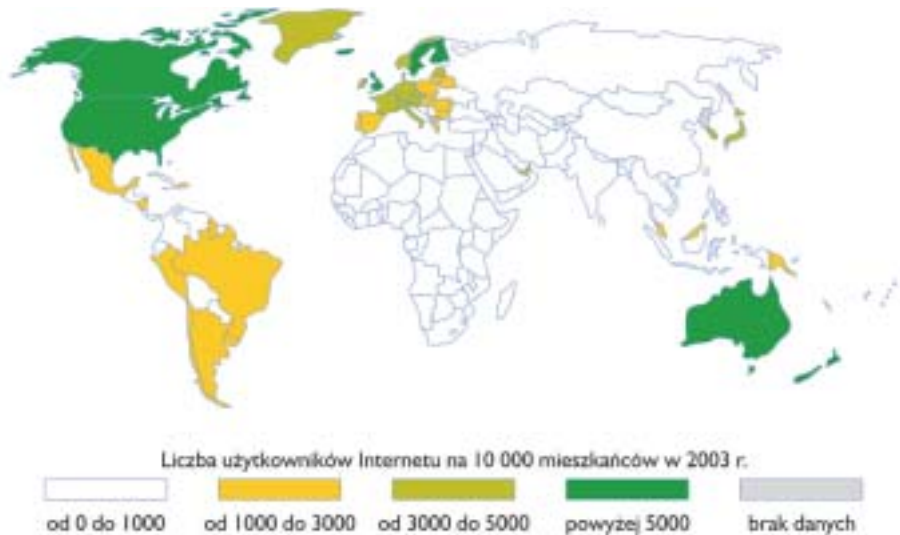 Liczba użytkowników Internetu na 10 000 mieszkańców w 2003 r.
od 0 do 1000 od 1000 do 3000 od 3000 do 5000 powyżej 5000 brak danych